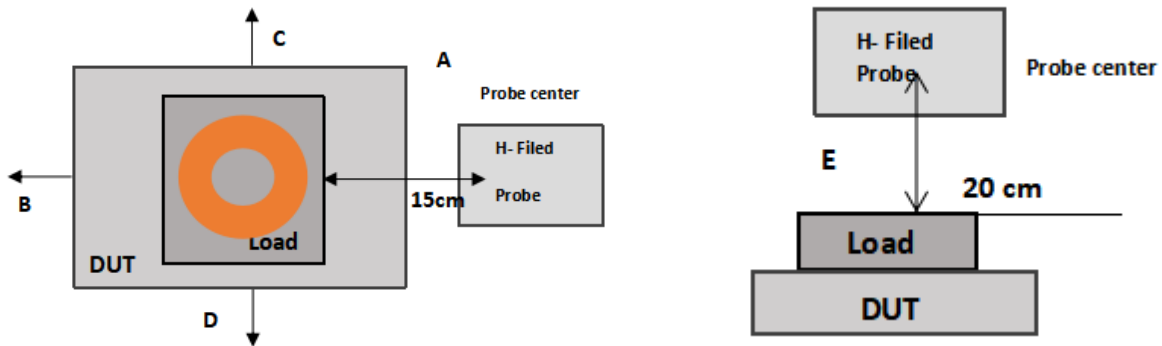 C
A
Probe center
H- Filed
Probe
15cm
B
Load
DUT
D
H- Filed
Probe
Probe center
E
20 cm
Load
DUT